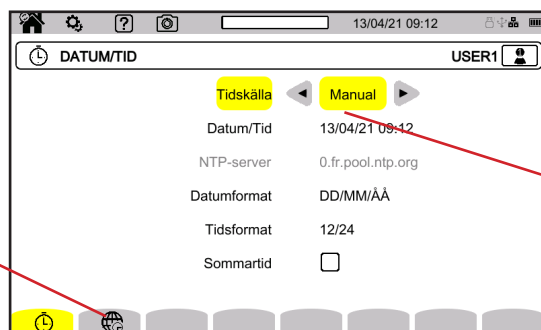 13/04/21 09:12
DATUM/TID USER1
Tidskälla Manual
Datum/Tid 13/04/21 09:12
NTP-server 0.fr.pool.ntp.org
Datumformat DD/MM/ÅÅ
Tidsformat 12/24
Sommartid